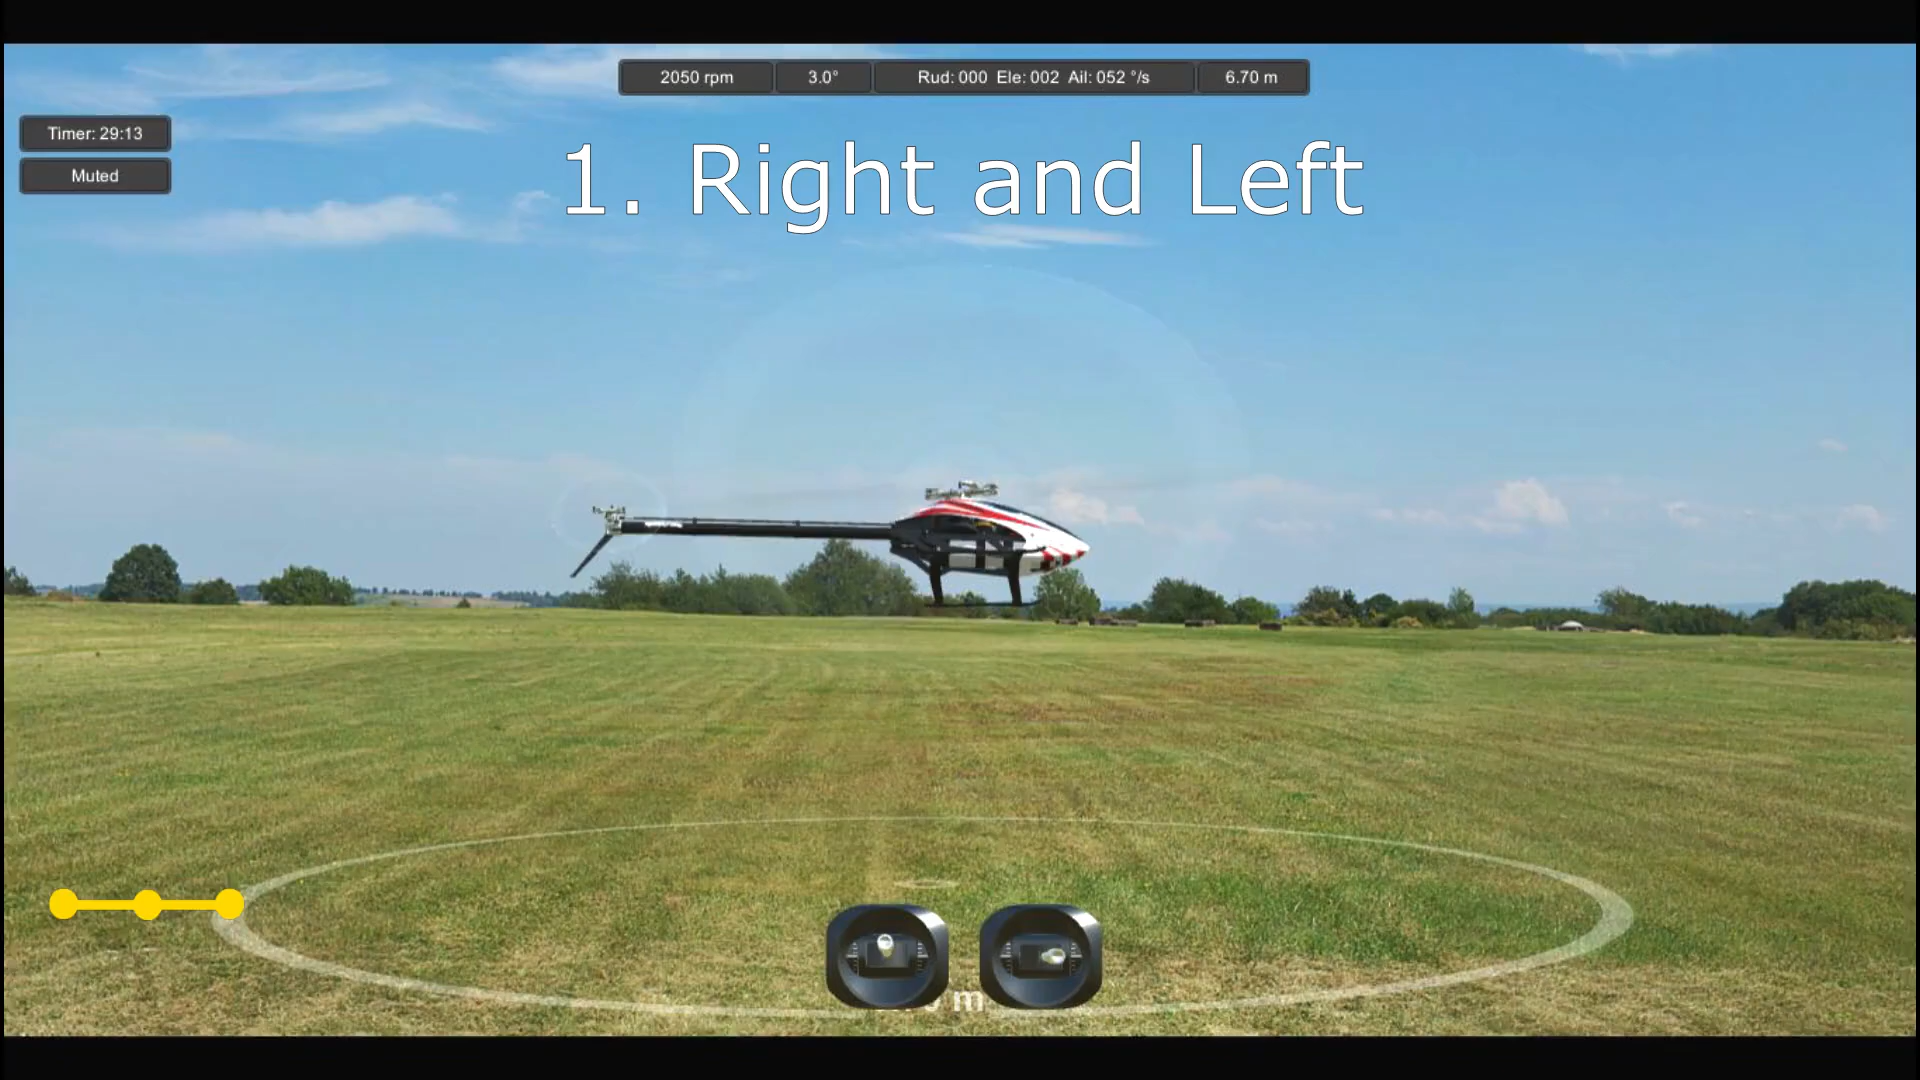 2050 rpm 3.0° Rud: 000 Ele: 002 Ail: 052 °/s 6.70 m
Timer: 29:13
Muted
1. Right and Left
m